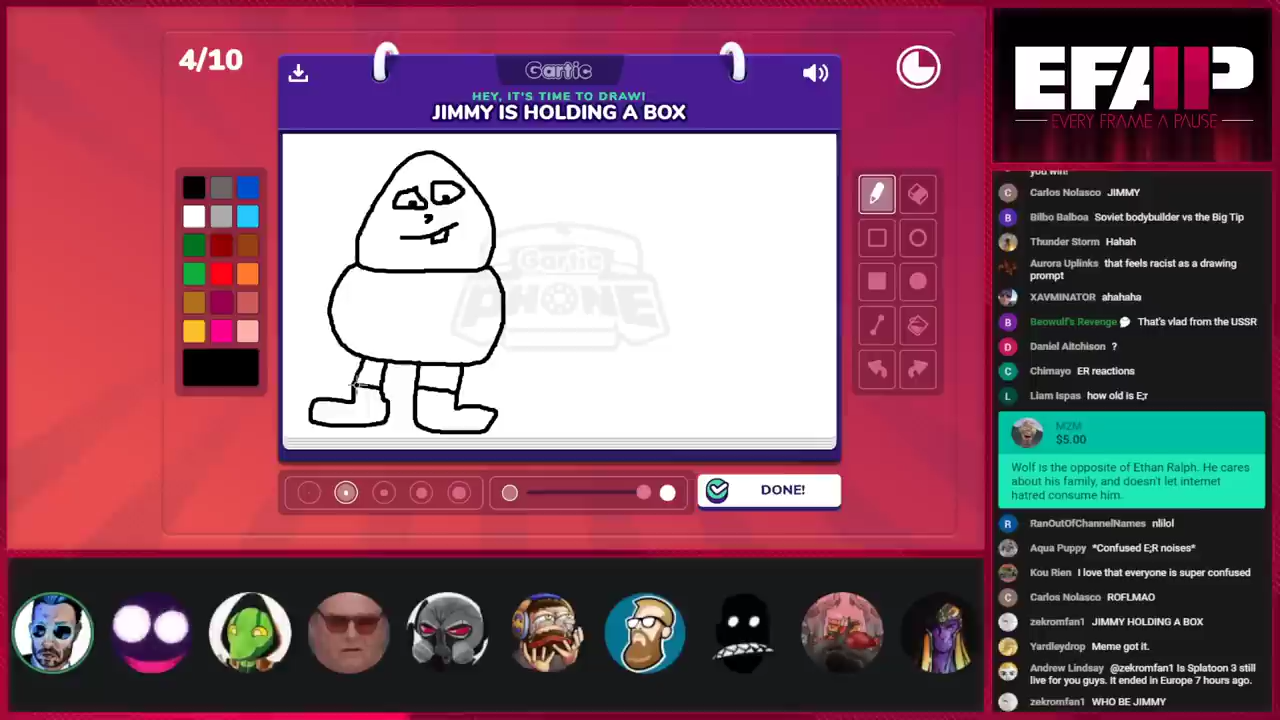 4/10
Gartic
HEY, IT'S TIME TO DRAW!
JIMMY IS HOLDING A BOX
Gartic
PHONE
DONE!
EFAP
EVERY FRAME A PAUSE
you win!
Carlos Nolasco JIMMY
Bilbo Balboa Soviet bodybuilder vs the Big Tip
Thunder Storm Hahah
Aurora Uplinks that feels racist as a drawing
prompt
XAVMINATOR ahahaha
Beowulf's Revenge That's vlad from the USSR
Daniel Aitchison ?
Chimayo ER reactions
Liam Ispas how old is E;r
MZM
$5.00
Wolf is the opposite of Ethan Ralph. He cares
about his family, and doesn't let internet
hatred consume him.
RanOutOfChannelNames nlilol
Aqua Puppy *Confused E;R noises*
Kou Rien I love that everyone is super confused
Carlos Nolasco ROFLMAO
zekromfan1 JIMMY HOLDING A BOX
Yardleydrop Meme got it.
Andrew Lindsay @zekromfan1 Is Splatoon 3 still
live for you guys. It ended in Europe 7 hours ago.
zekromfan1 WHO BE JIMMY